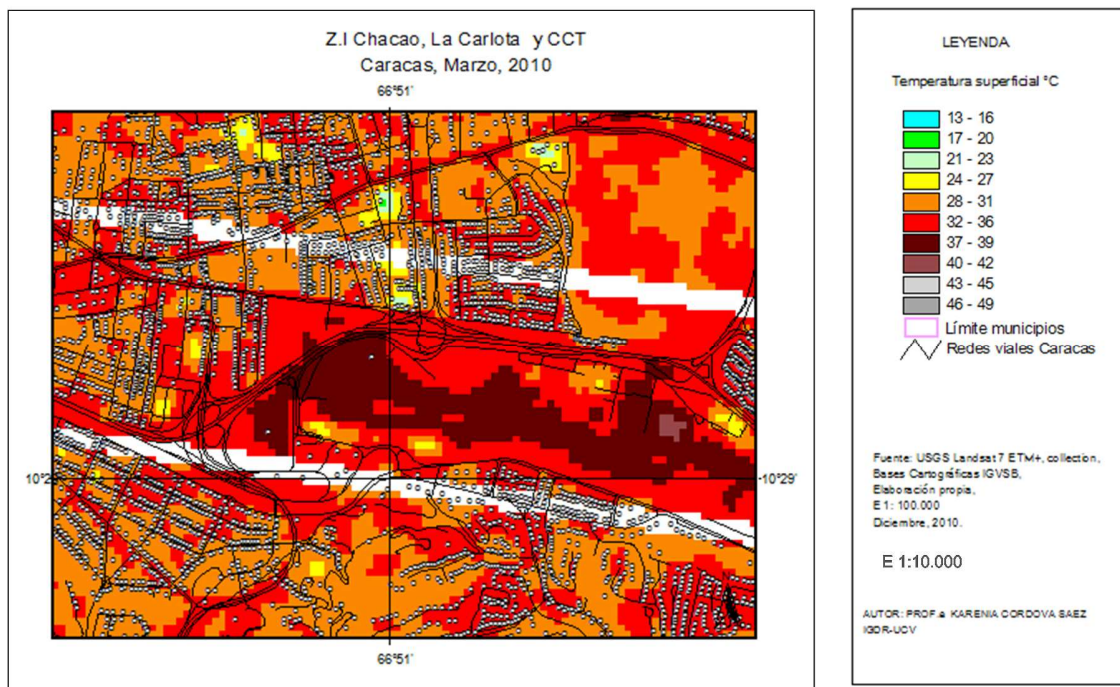 Z.I Chacao, La Carlota y CCT
Caracas, Marzo, 2010
66°51´
10°29´
10°29´
66°51´
LEYENDA
Temperatura superficial °C
13 - 16
17 - 20
21 - 23
24 - 27
28 - 31
32 - 36
37 - 39
40 - 42
43 - 45
46 - 49
Límite municipios
Redes viales Caracas
Fuente: USGS Landsat 7 ETM+, collection,
Bases Cartográficas IGVSB,
Elaboración propia,
E 1: 100.000
Diciembre, 2010.
E 1:10.000
AUTOR: PROF.a KARENIA CORDOVA SAEZ
IGDR-UCV